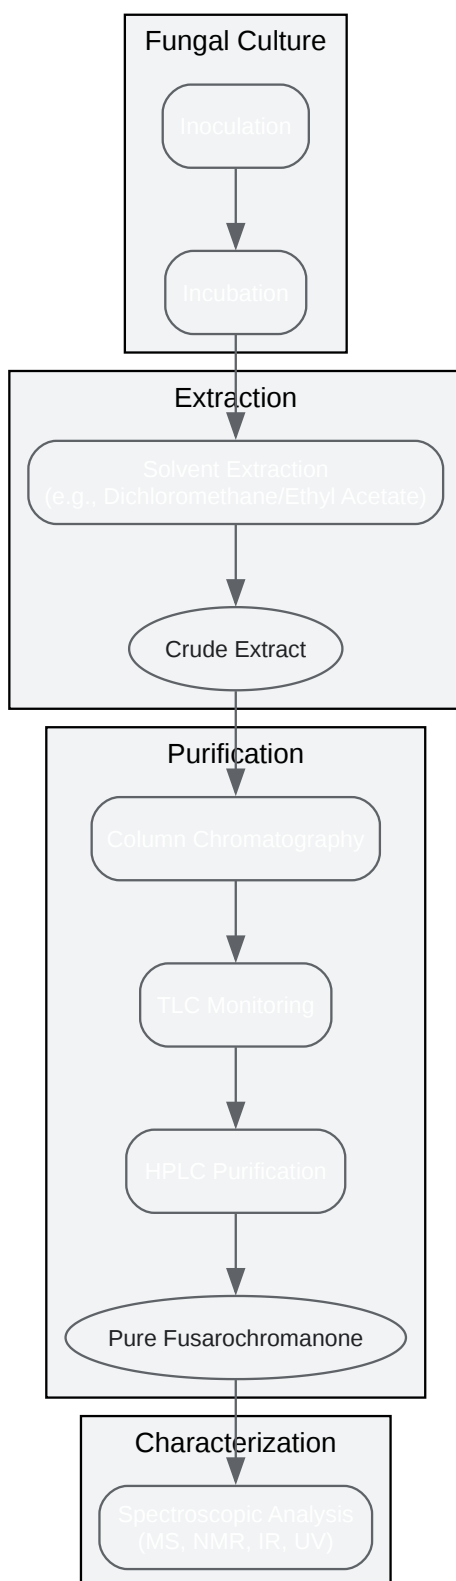 Fungal Culture
Inoculation
Incubation
Extraction
Solvent Extraction
(e.g., Dichloromethane/Ethyl Acetate)
Crude Extract
Purification
Column Chromatography
TLC Monitoring
HPLC Purification
Pure Fusarochromanone
Characterization
Spectroscopic Analysis
(MS, NMR, IR, UV)